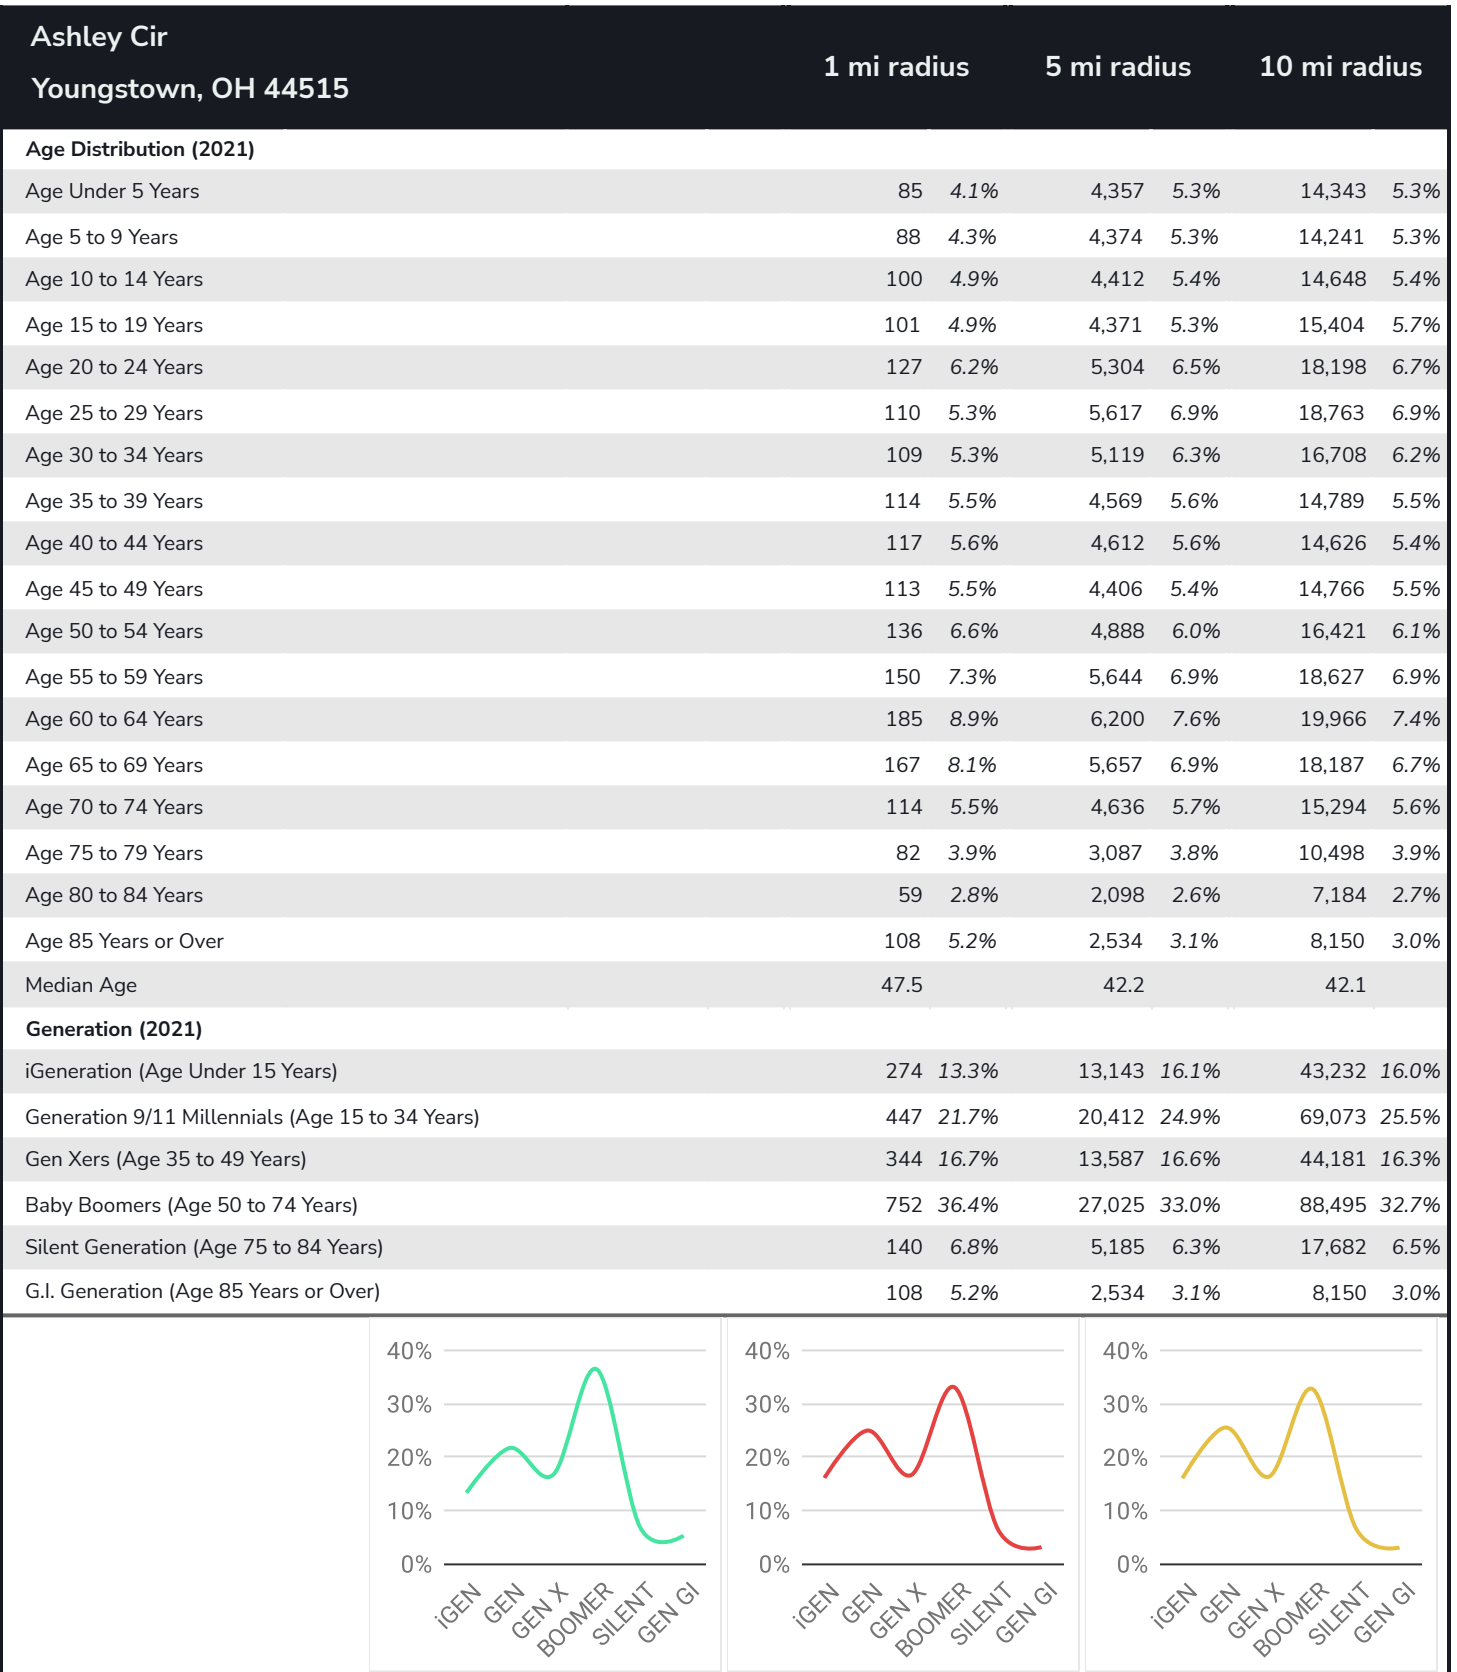 Ashley Cir
Youngstown, OH 44515
1 mi radius 5 mi radius 10 mi radius
Age Distribution (2021)
Age Under 5 Years 85 4.1% 4,357 5.3% 14,343 5.3%
Age 5 to 9 Years 88 4.3% 4,374 5.3% 14,241 5.3%
Age 10 to 14 Years 100 4.9% 4,412 5.4% 14,648 5.4%
Age 15 to 19 Years 101 4.9% 4,371 5.3% 15,404 5.7%
Age 20 to 24 Years 127 6.2% 5,304 6.5% 18,198 6.7%
Age 25 to 29 Years 110 5.3% 5,617 6.9% 18,763 6.9%
Age 30 to 34 Years 109 5.3% 5,119 6.3% 16,708 6.2%
Age 35 to 39 Years 114 5.5% 4,569 5.6% 14,789 5.5%
Age 40 to 44 Years 117 5.6% 4,612 5.6% 14,626 5.4%
Age 45 to 49 Years 113 5.5% 4,406 5.4% 14,766 5.5%
Age 50 to 54 Years 136 6.6% 4,888 6.0% 16,421 6.1%
Age 55 to 59 Years 150 7.3% 5,644 6.9% 18,627 6.9%
Age 60 to 64 Years 185 8.9% 6,200 7.6% 19,966 7.4%
Age 65 to 69 Years 167 8.1% 5,657 6.9% 18,187 6.7%
Age 70 to 74 Years 114 5.5% 4,636 5.7% 15,294 5.6%
Age 75 to 79 Years 82 3.9% 3,087 3.8% 10,498 3.9%
Age 80 to 84 Years 59 2.8% 2,098 2.6% 7,184 2.7%
Age 85 Years or Over 108 5.2% 2,534 3.1% 8,150 3.0%
Median Age 47.5 42.2 42.1
Generation (2021)
iGeneration (Age Under 15 Years) 274 13.3% 13,143 16.1% 43,232 16.0%
Generation 9/11 Millennials (Age 15 to 34 Years) 447 21.7% 20,412 24.9% 69,073 25.5%
Gen Xers (Age 35 to 49 Years) 344 16.7% 13,587 16.6% 44,181 16.3%
Baby Boomers (Age 50 to 74 Years) 752 36.4% 27,025 33.0% 88,495 32.7%
Silent Generation (Age 75 to 84 Years) 140 6.8% 5,185 6.3% 17,682 6.5%
G.I. Generation (Age 85 Years or Over) 108 5.2% 2,534 3.1% 8,150 3.0%
40% 40% 40%
30% 30% 30%
20% 20% 20%
10% 10% 10%
0% 0% 0%
iGEN GEN GEN X BOOMER SILENT GEN GI iGEN GEN GEN X BOOMER SILENT GEN GI iGEN GEN GEN X BOOMER SILENT GEN GI